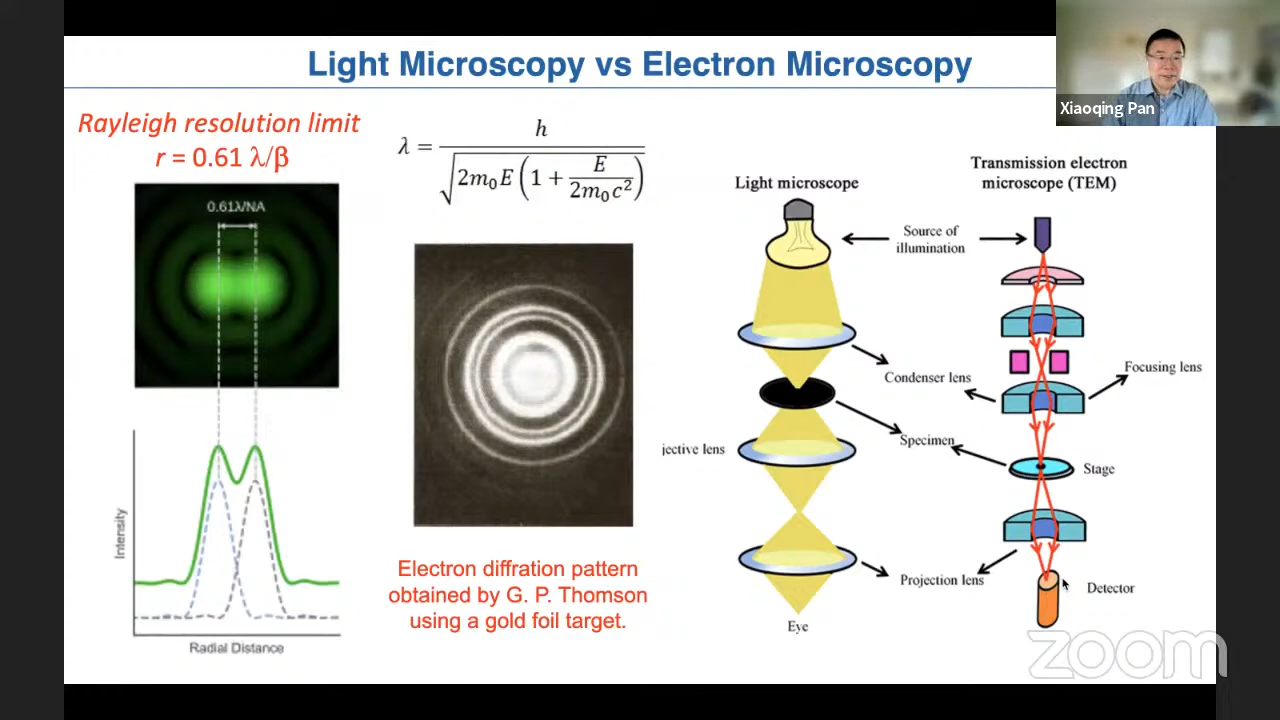 Light Microscopy vs Electron Microscopy
Xiaoqing Pan
Rayleigh resolution limit
r = 0.61 λ/β
λ = h / √(2m₀E (1 + E / 2m₀c²))
0.61λ/NA
Intensity
Radial Distance
Electron diffration pattern
obtained by G. P. Thomson
using a gold foil target.
Light microscope
Transmission electron
microscope (TEM)
Source of
illumination
Condenser lens
Focusing lens
Specimen
jective lens
Stage
Projection lens
Detector
Eye
zoom